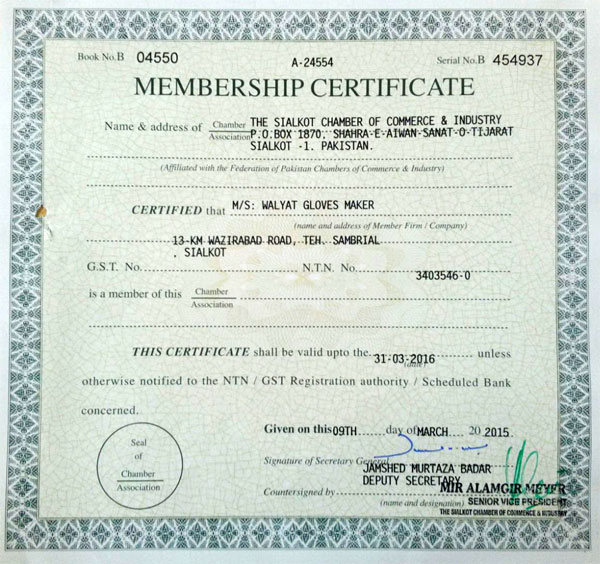 Book No.B 04550
A-24554
Serial No.B 454937
MEMBERSHIP CERTIFICATE
Name & address of Chamber Association THE SIALKOT CHAMBER OF COMMERCE & INDUSTRY
P.O.BOX 1870, SHAHRA-E-AIWAN-SANAT-O-TIJARAT
SIALKOT -1. PAKISTAN.
(Affiliated with the Federation of Pakistan Chambers of Commerce & Industry)
CERTIFIED that M/S: WALYAT GLOVES MAKER
(name and address of Member Firm / Company)
13-KM WAZIRABAD ROAD, TEH. SAMBRIAL
. SIALKOT
G.S.T. No. N.T.N. No. 3403546-0
is a member of this Chamber Association
THIS CERTIFICATE shall be valid upto the 31-03-2016 unless
(date)
otherwise notified to the NTN / GST Registration authority / Scheduled Bank
concerned.
Given on this 09TH day of MARCH 20 2015.
Seal
of
Chamber
Association
Signature of Secretary General
JAMSHED MURTAZA BADAR
DEPUTY SECRETARY
Countersigned by
MIR ALAMGIR MEYER
(name and designation) SENIOR VICE PRESIDENT
THE SIALKOT CHAMBER OF COMMERCE & INDUSTRY